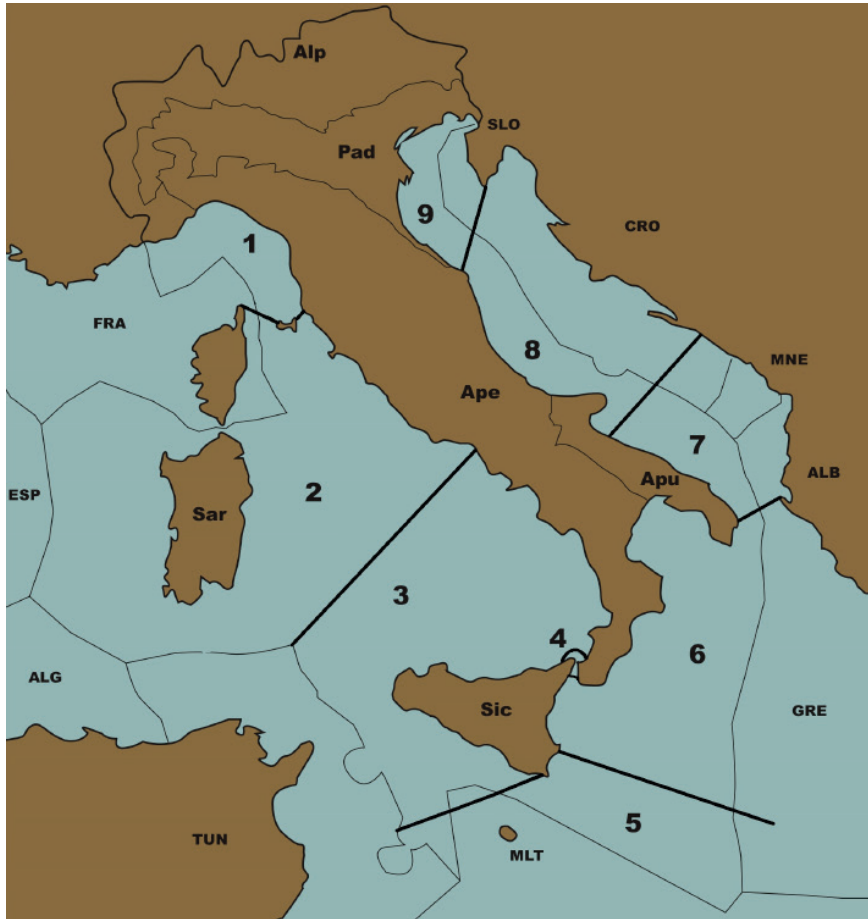 Alp
SLO
Pad
9
1
CRO
FRA
8
MNE
Ape
7
Apu
ALB
ESP
2
Sar
3
4
6
ALG
Sic
GRE
5
TUN
MLT